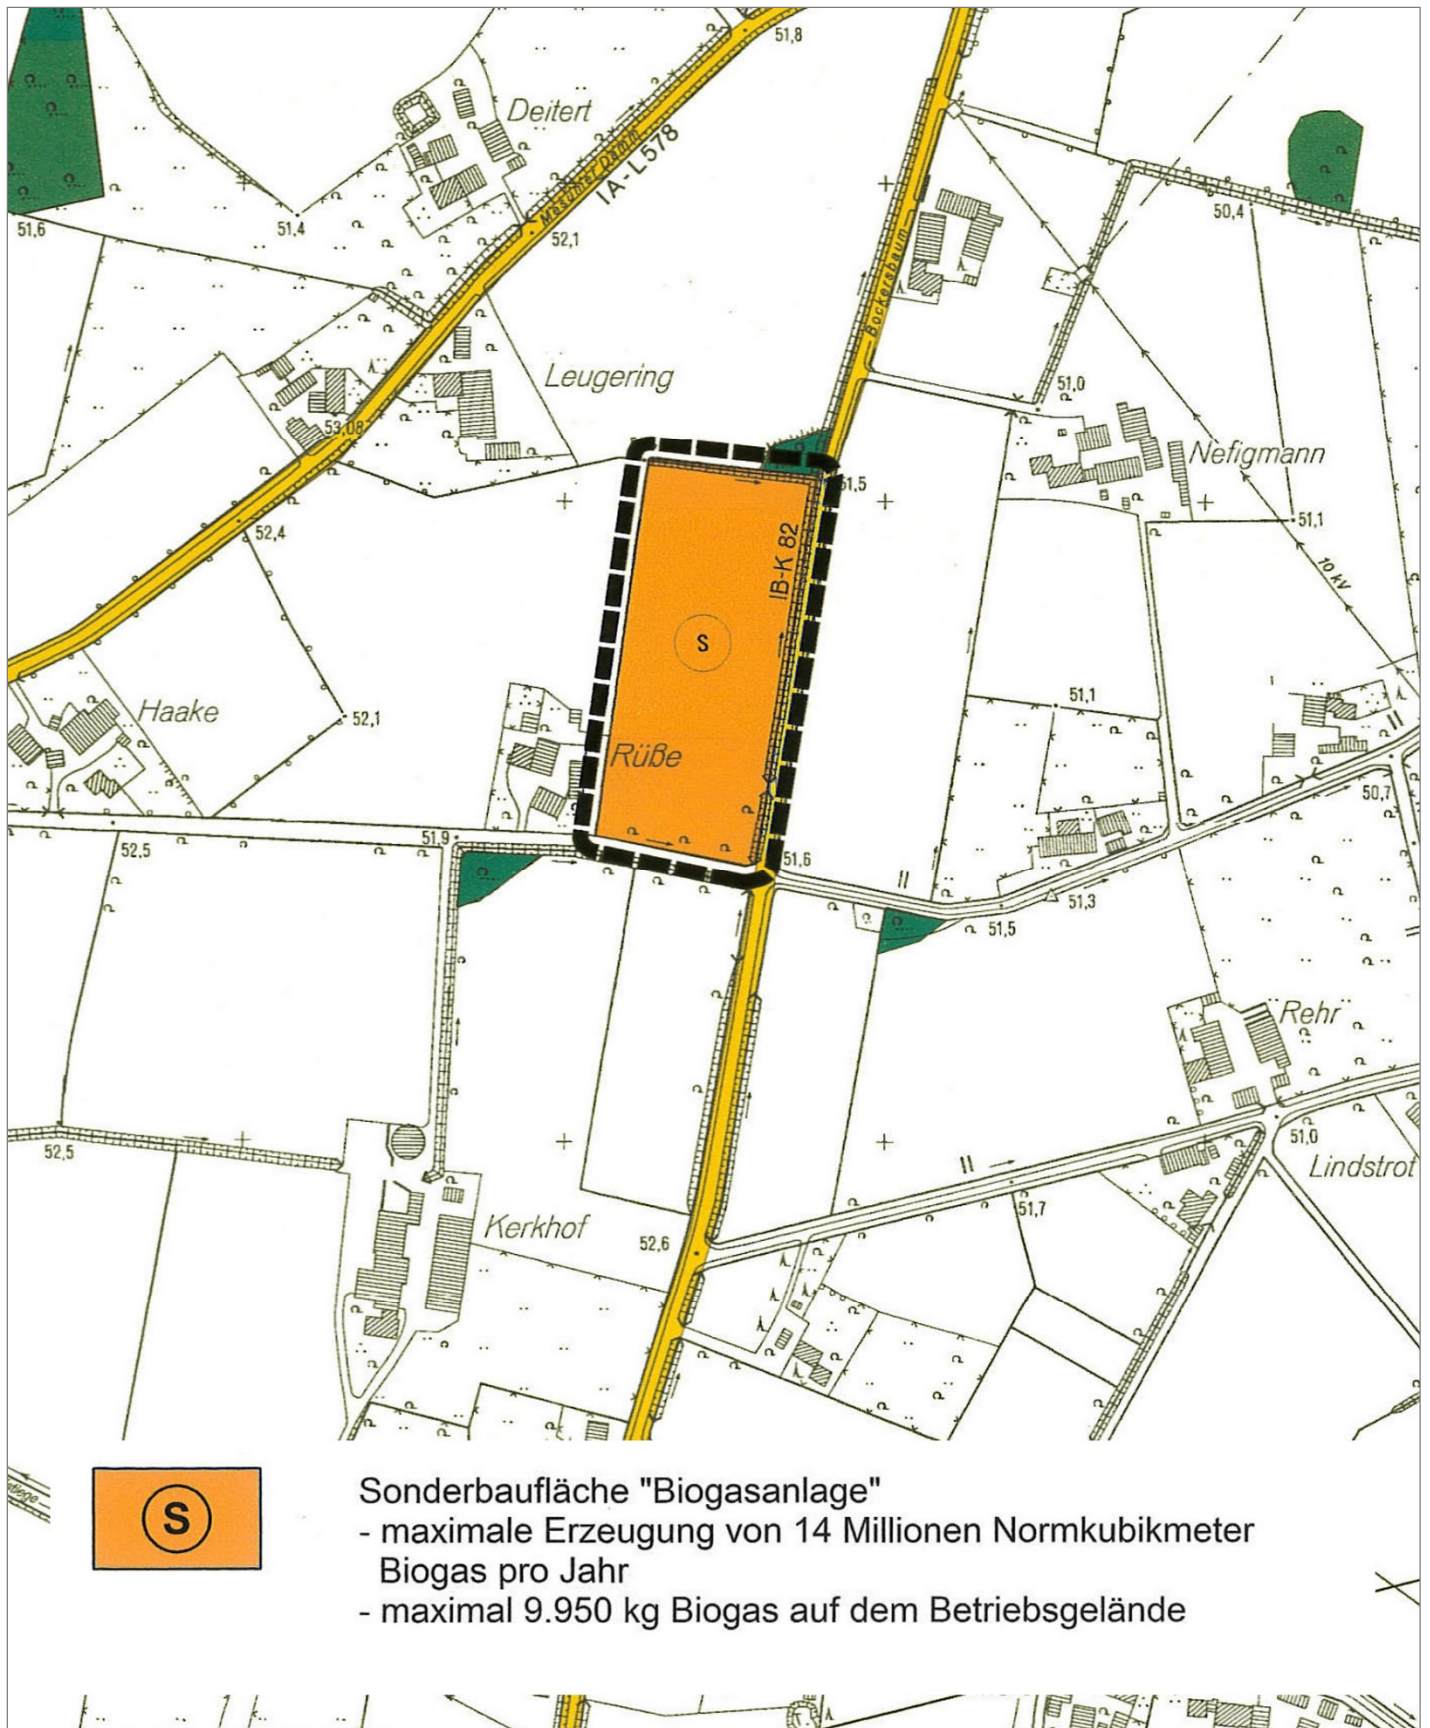 51,8
Deitert
Mesumer Damm
IA-L578
51,6
51,4
52,1
50,4
Bockersbaum
Leugering
51,0
53,08
Nefigmann
51,5
52,4
IB-K 82
51,1
10 kV
S
Haake
52,1
51,1
Rüße
50,7
52,5
51,9
51,6
51,3
51,5
Rehr
52,5
51,0
Lindstrot
51,7
Kerkhof
52,6
S
Sonderbaufläche "Biogasanlage"
- maximale Erzeugung von 14 Millionen Normkubikmeter
Biogas pro Jahr
- maximal 9.950 kg Biogas auf dem Betriebsgelände